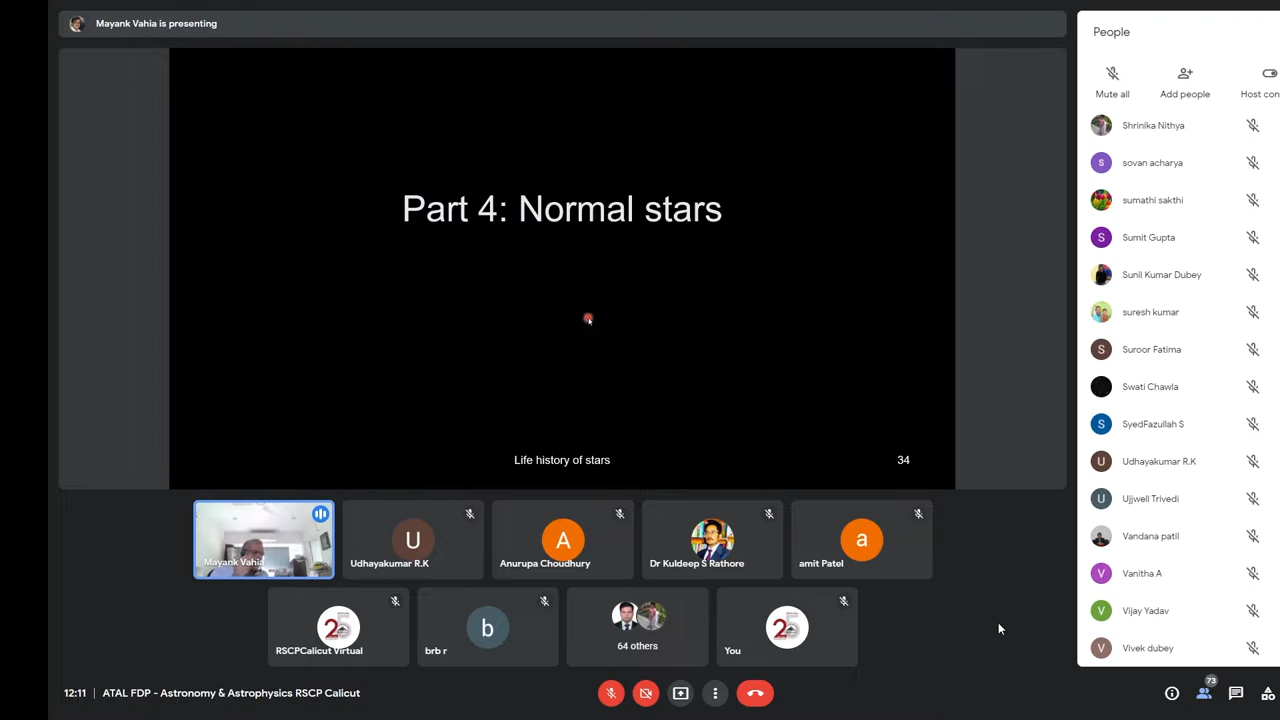 Mayank Vahia is presenting
Part 4: Normal stars
Life history of stars
34
Mayank Vahia
U
Udhayakumar R.K
A
Anurupa Choudhury
Dr Kuldeep S Rathore
a
amit Patel
25
RSCPCalicut Virtual
b
brb r
64 others
25
You
12:11 | ATAL FDP - Astronomy & Astrophysics RSCP Calicut
People
Mute all
Add people
Host con
Shrinika Nithya
s
sovan acharya
sumathi sakthi
S
Sumit Gupta
Sunil Kumar Dubey
suresh kumar
S
Suroor Fatima
Swati Chawla
S
SyedFazullah S
U
Udhayakumar R.K
U
Ujjwell Trivedi
Vandana patil
V
Vanitha A
V
Vijay Yadav
V
Vivek dubey
73